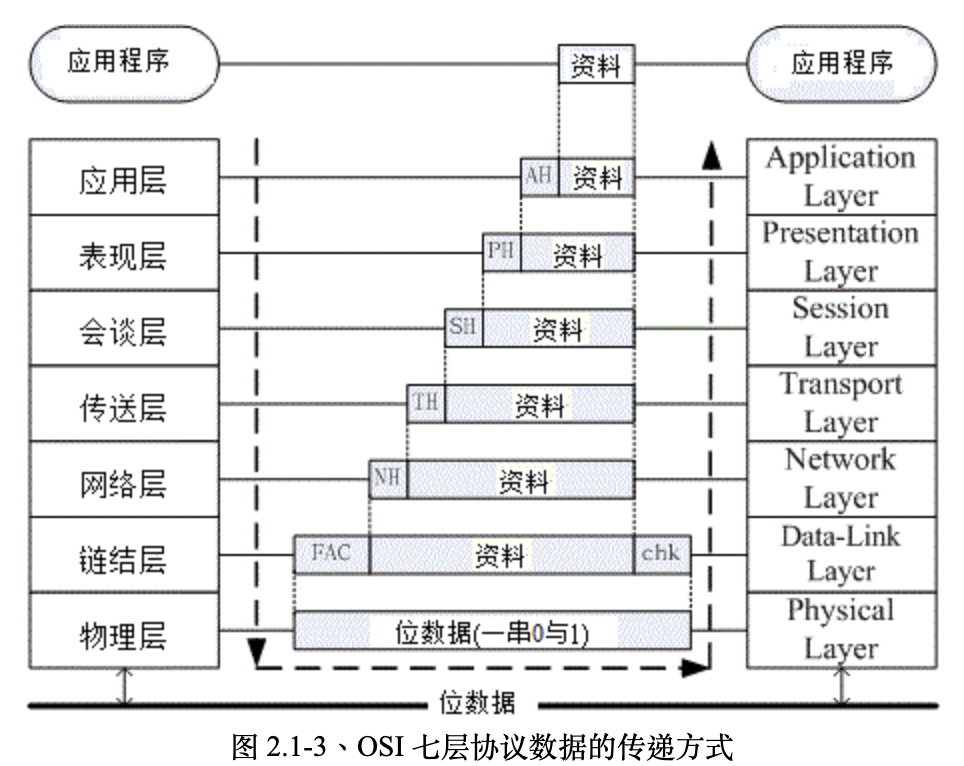 应用程序
资料
应用程序
应用层
AH
资料
Application
Layer
表现层
PH
资料
Presentation
Layer
会谈层
SH
资料
Session
Layer
传送层
TH
资料
Transport
Layer
网络层
NH
资料
Network
Layer
链结层
FAC
资料
chk
Data-Link
Layer
物理层
位数据(一串0与1)
Physical
Layer
位数据
图 2.1-3、OSI 七层协议数据的传递方式